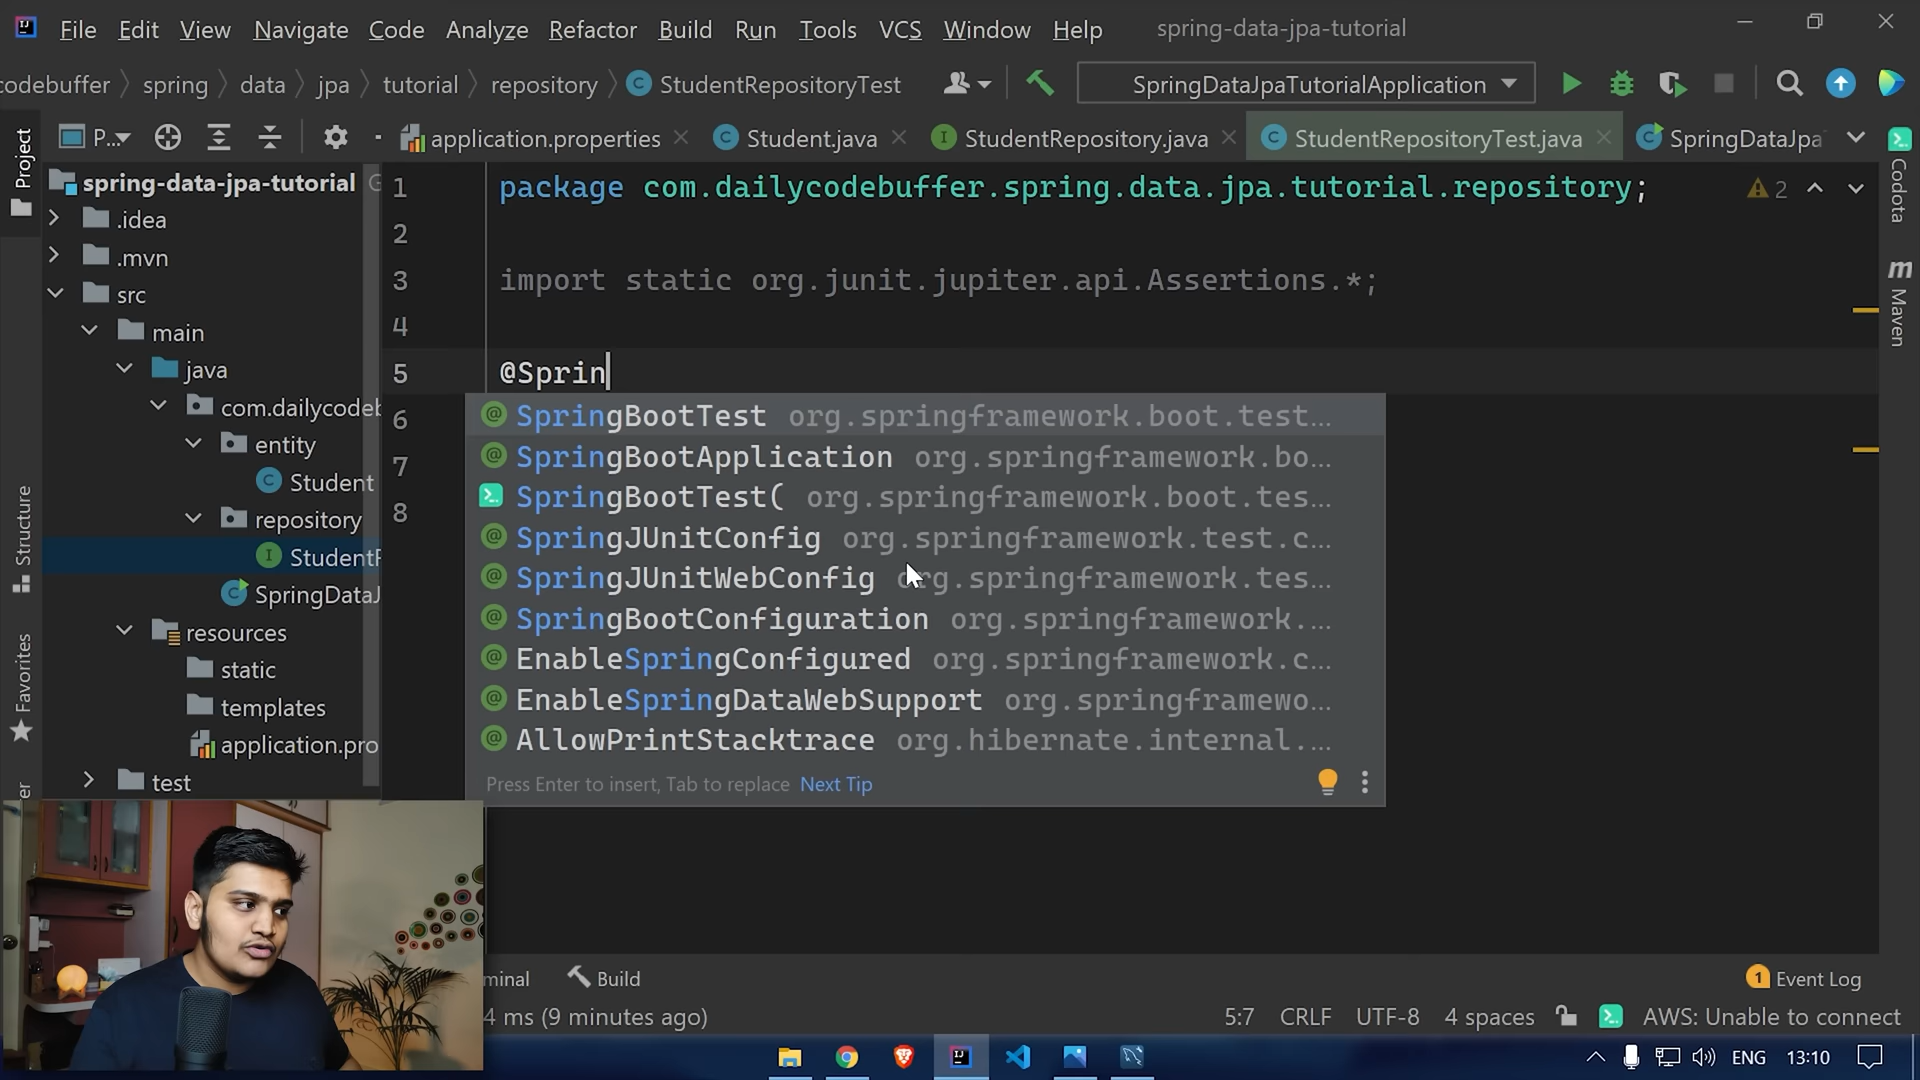 File Edit View Navigate Code Analyze Refactor Build Run Tools VCS Window Help spring-data-jpa-tutorial
codebuffer spring data jpa tutorial repository StudentRepositoryTest SpringDataJpaTutorialApplication
P... application.properties Student.java StudentRepository.java StudentRepositoryTest.java SpringDataJpa
Project
Structure
Favorites
Codota
Maven
spring-data-jpa-tutorial
.idea
.mvn
src
main
java
com.dailycodeb
entity
Student
repository
StudentR
SpringDataJ
resources
static
templates
application.pro
test
1 package com.dailycodebuffer.spring.data.jpa.tutorial.repository; 2
2
3 import static org.junit.jupiter.api.Assertions.*;
4
5 @Sprin
6
7
8
SpringBootTest org.springframework.boot.test...
SpringBootApplication org.springframework.bo...
SpringBootTest( org.springframework.boot.tes...
SpringJUnitConfig org.springframework.test.c...
SpringJUnitWebConfig org.springframework.tes...
SpringBootConfiguration org.springframework....
EnableSpringConfigured org.springframework.c...
EnableSpringDataWebSupport org.springframewo...
AllowPrintStacktrace org.hibernate.internal....
Press Enter to insert, Tab to replace Next Tip
minal Build 1 Event Log
4 ms (9 minutes ago) 5:7 CRLF UTF-8 4 spaces AWS: Unable to connect
ENG 13:10